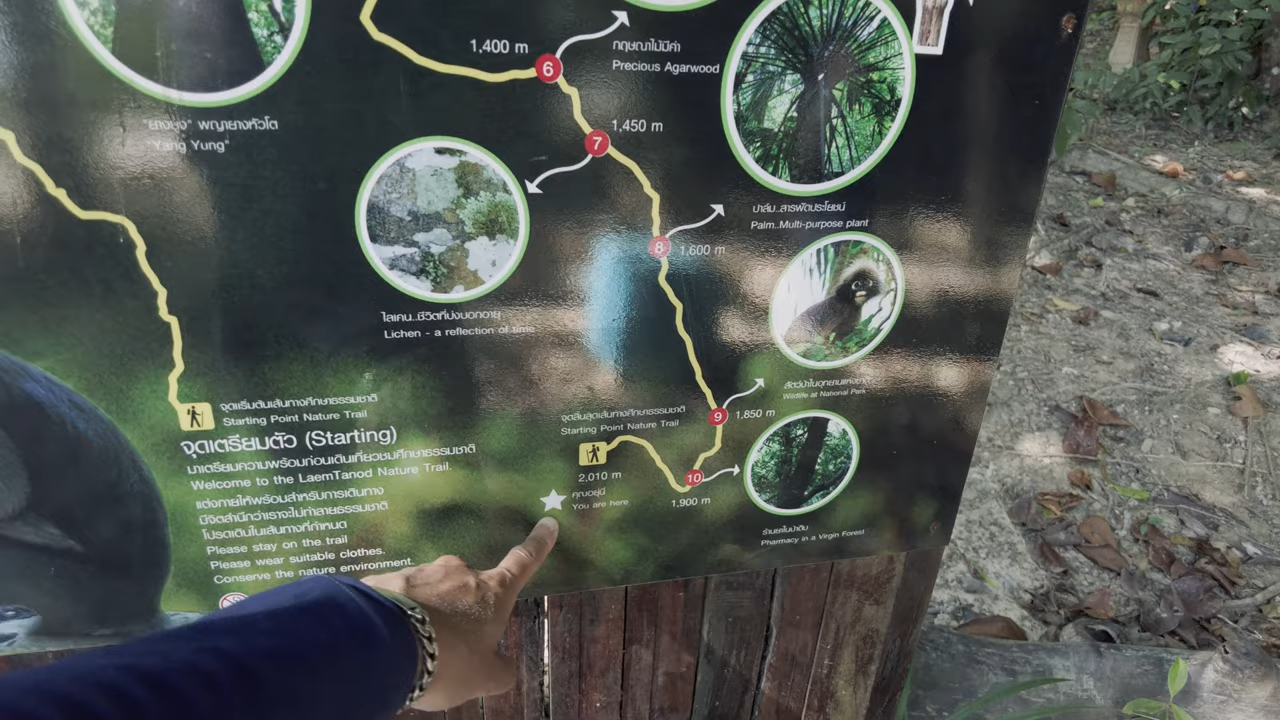 "ยางยูง" พญายางหัวโต
"Yang Yung"
1,400 m
6
กฤษณาไม้มีค่า
Precious Agarwood
1,450 m
7
ไลเคน..ชีวิตที่บ่งบอกอายุ
Lichen - a reflection of time
8
1,600 m
ปาล์ม..สารพัดประโยชน์
Palm..Multi-purpose plant
สัตว์ป่าในอุทยานแห่งชาติ
Wildlife at National Park
9
1,850 m
10
1,900 m
ร้านยาในป่าดิบ
Pharmacy in a Virgin Forest
จุดสิ้นสุดเส้นทางศึกษาธรรมชาติ
Starting Point Nature Trail
2,010 m
คุณอยู่นี่
You are here
จุดเริ่มต้นเส้นทางศึกษาธรรมชาติ
Starting Point Nature Trail
จุดเตรียมตัว (Starting)
มาเตรียมความพร้อมก่อนเดินเที่ยวชมศึกษาธรรมชาติ
Welcome to the LaemTanod Nature Trail.
แต่งกายให้พร้อมสำหรับการเดินทาง
มีจิตสำนึกว่าเราจะไม่ทำลายธรรมชาติ
โปรดเดินในเส้นทางที่กำหนด
Please stay on the trail
Please wear suitable clothes.
Conserve the nature environment.